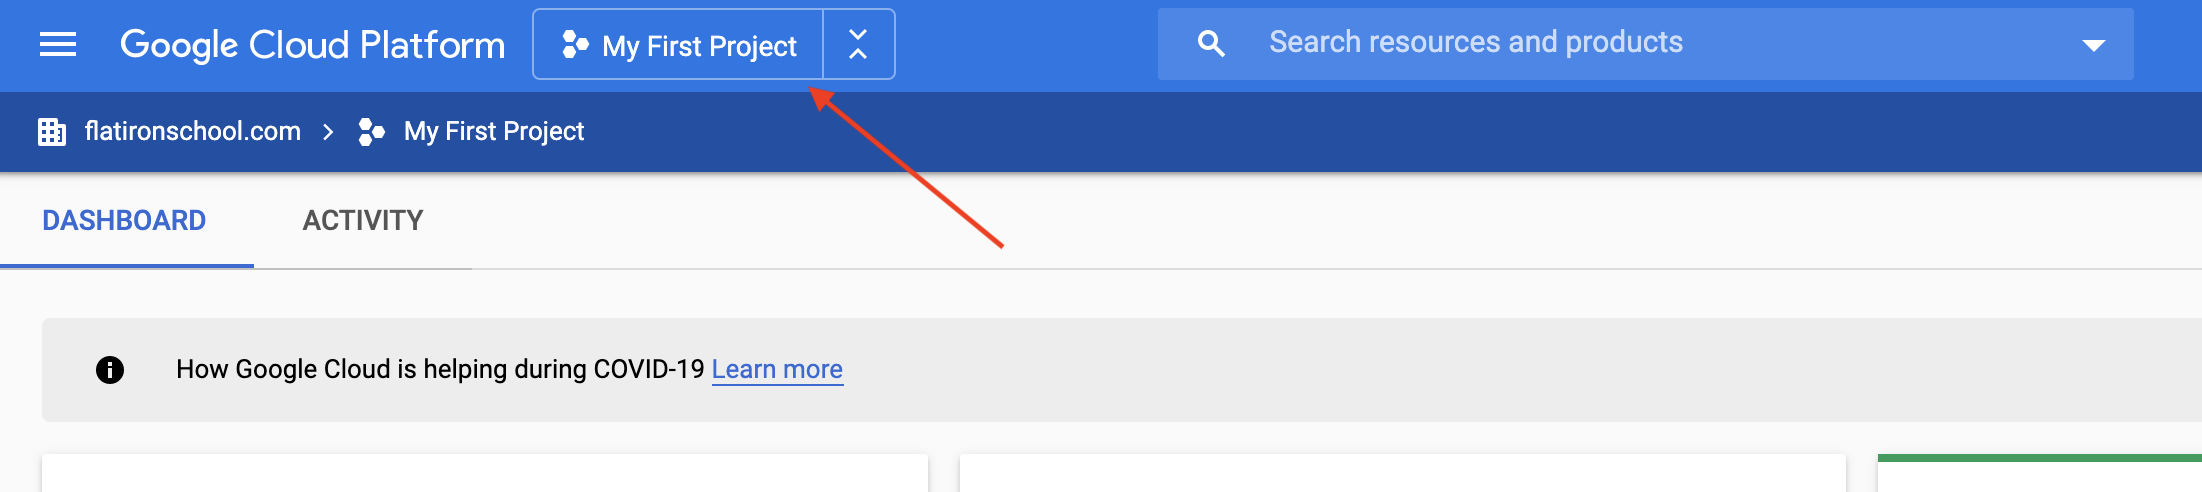 Google Cloud Platform My First Project Search resources and products
flatironschool.com > My First Project
DASHBOARD ACTIVITY
How Google Cloud is helping during COVID-19 Learn more